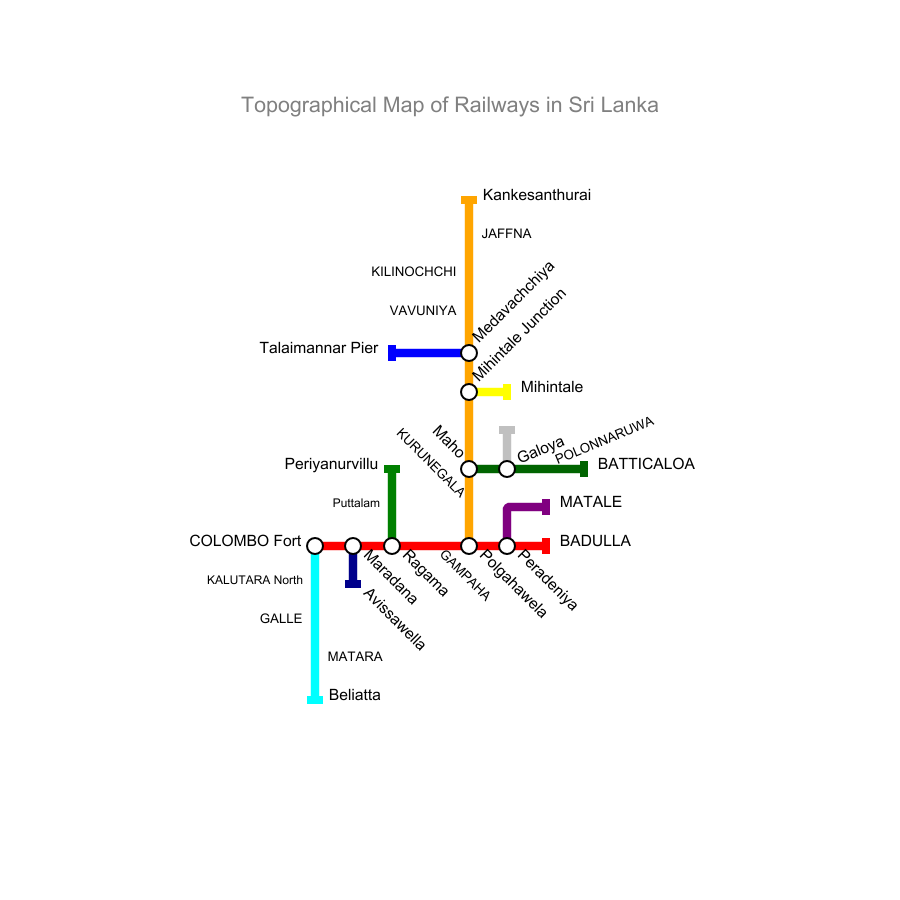 Topographical Map of Railways in Sri Lanka
Kankesanthurai
JAFFNA
KILINOCHCHI
VAVUNIYA
Medavachchiya
Talaimannar Pier
Mihintale Junction
Mihintale
Maho
KURUNEGALA
Galoya
POLONNARUWA
Periyanurvillu
BATTICALOA
Puttalam
MATALE
COLOMBO Fort
BADULLA
Maradana
Ragama
GAMPAHA
Polgahawela
Peradeniya
KALUTARA North
Avissawella
GALLE
MATARA
Beliatta